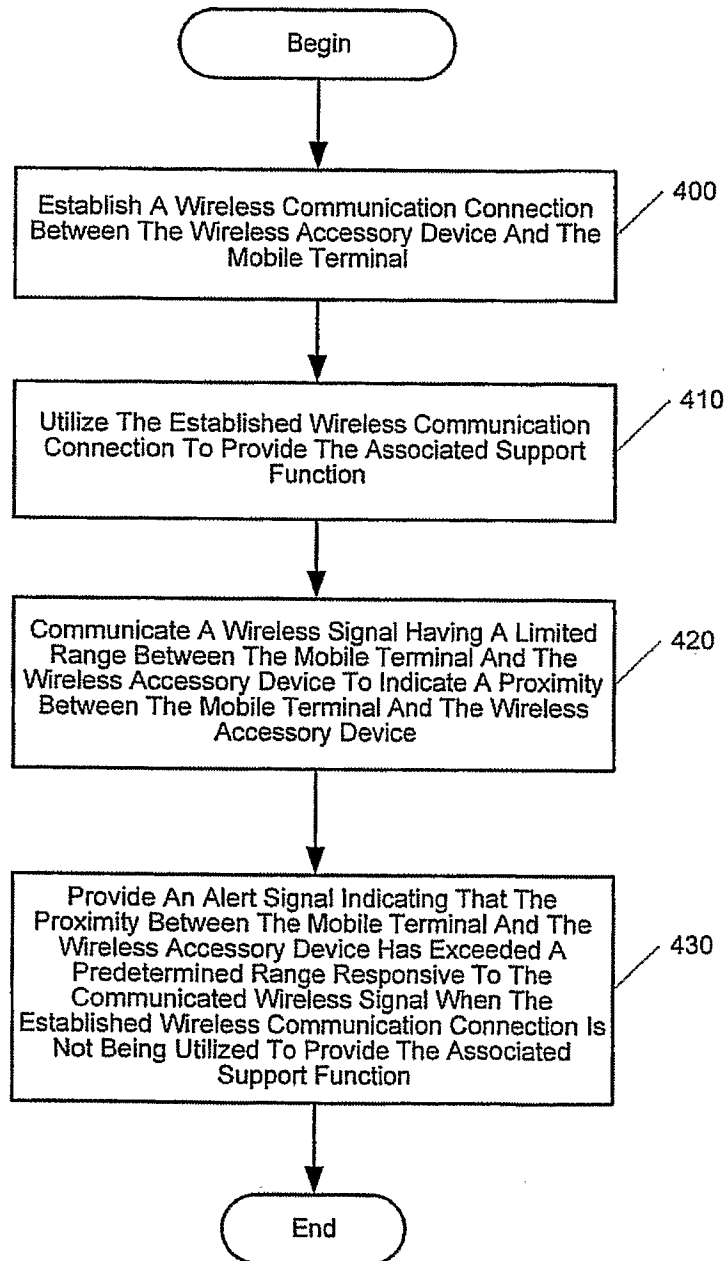 Begin
Establish A Wireless Communication Connection
Between The Wireless Accessory Device And The
Mobile Terminal
400
Utilize The Established Wireless Communication
Connection To Provide The Associated Support
Function
410
Communicate A Wireless Signal Having A Limited
Range Between The Mobile Terminal And The
Wireless Accessory Device To Indicate A Proximity
Between The Mobile Terminal And The Wireless
Accessory Device
420
Provide An Alert Signal Indicating That The
Proximity Between The Mobile Terminal And The
Wireless Accessory Device Has Exceeded A
Predetermined Range Responsive To The
Communicated Wireless Signal When The
Established Wireless Communication Connection Is
Not Being Utilized To Provide The Associated
Support Function
430
End